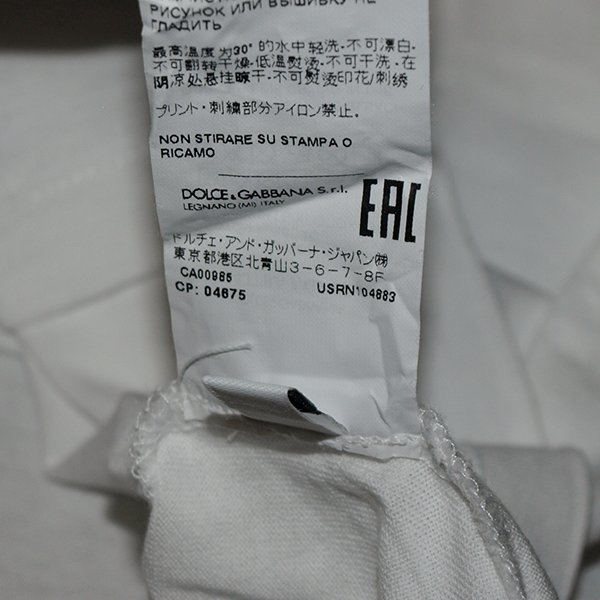 РИСУНОК ИЛИ ВЫШИВКУ НЕ
ГЛАДИТЬ
最高温度为30°的水中轻洗-不可漂白-
不可翻转干燥-低温熨烫-不可干洗-在
阴凉处悬挂晾干-不可熨烫印花/刺绣
プリント・刺繍部分アイロン禁止。
NON STIRARE SU STAMPA O
RICAMO
DOLCE&GABBANA S.r.l.
LEGNANO (MI) ITALY
EAC
ドルチェ・アンド・ガッバーナ・ジャパン㈱
東京都港区北青山3-6-7-8F
CA00985
CP: 04675
USRN104883